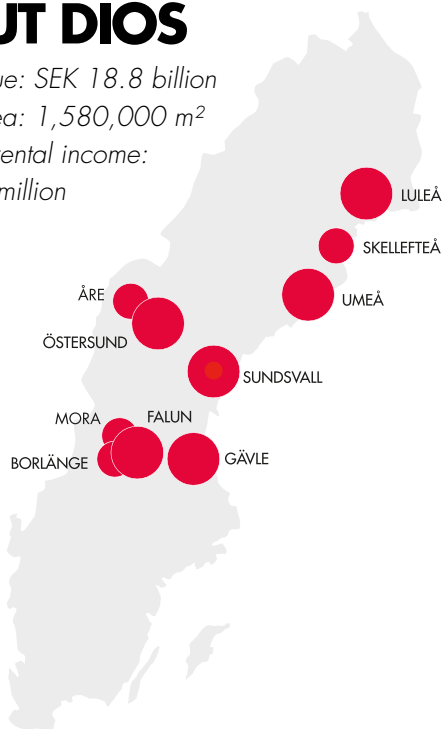 UT DIOS
ue: SEK 18.8 billion
ea: 1,580,000 m²
ental income:
million
LULEÅ
SKELLEFTEÅ
ÅRE
UMEÅ
ÖSTERSUND
SUNDSVALL
MORA
FALUN
BORLÄNGE
GÄVLE